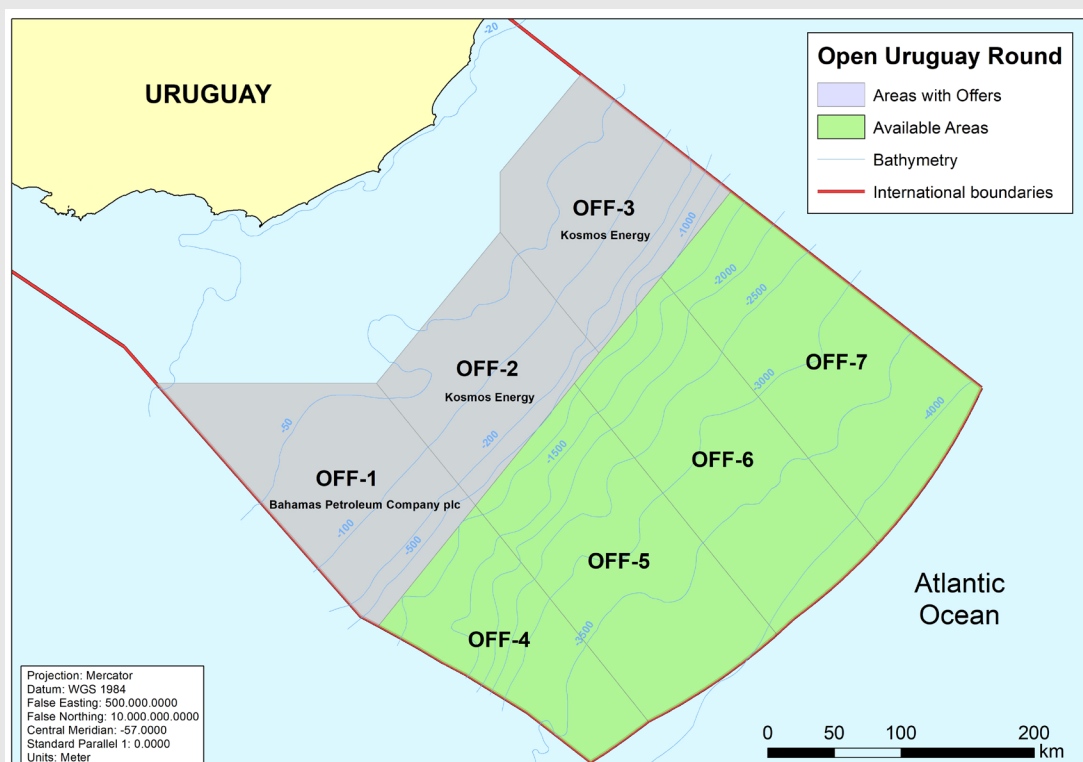 -20
URUGUAY
Open Uruguay Round
Areas with Offers
Available Areas
Bathymetry
International boundaries
OFF-3
Kosmos Energy
-1000
-2000
-2500
OFF-2
Kosmos Energy
OFF-7
-3000
-4000
-50
-200
-1500
OFF-6
OFF-1
Bahamas Petroleum Company plc
-100
-500
OFF-5
Atlantic
Ocean
OFF-4
-3500
Projection: Mercator
Datum: WGS 1984
False Easting: 500.000.0000
False Northing: 10.000.000.0000
Central Meridian: -57.0000
Standard Parallel 1: 0.0000
Units: Meter
0 50 100 200
km